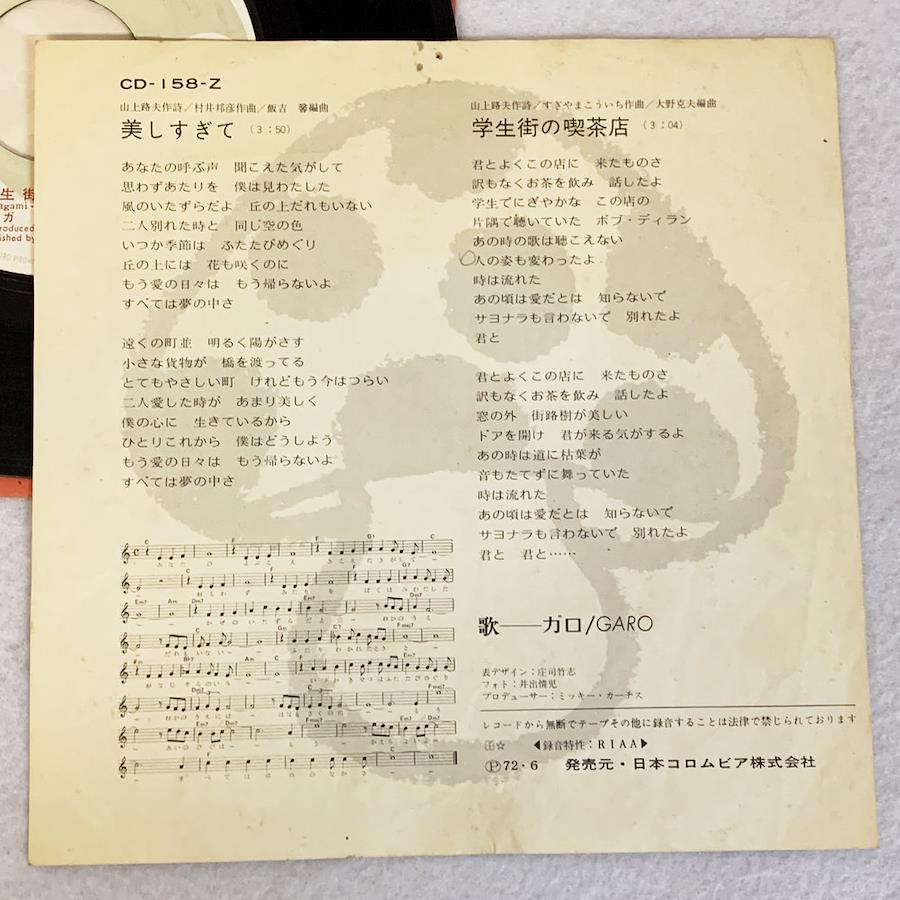 CD-158-Z
山上路夫作詩/村井邦彦作曲/飯吉 馨編曲
美しすぎて (3:50)
あなたの呼ぶ声 聞こえた気がして
思わずあたりを 僕は見わたした
風のいたずらだよ 丘の上だれもいない
二人別れた時と 同じ空の色
いつか季節は ふたたびめぐり
丘の上には 花も咲くのに
もう愛の日々は もう帰らないよ
すべては夢の中さ
遠くの町並 明るく陽がさす
小さな貨物が 橋を渡ってる
とてもやさしい町 けれどもう今はつらい
二人愛した時が あまり美しく
僕の心に 生きているから
ひとりこれから 僕はどうしよう
もう愛の日々は もう帰らないよ
すべては夢の中さ
山上路夫作詩/すぎやまこういち作曲/大野克夫編曲
学生街の喫茶店 (3:04)
君とよくこの店に 来たものさ
訳もなくお茶を飲み 話したよ
学生でにぎやかな この店の
片隅で聴いていた ボブ・ディラン
あの時の歌は聴こえない
人の姿も変わったよ
時は流れた
あの頃は愛だとは 知らないで
サヨナラも言わないで 別れたよ
君と
君とよくこの店に 来たものさ
訳もなくお茶を飲み 話したよ
窓の外 街路樹が美しい
ドアを開け 君が来る気がするよ
あの時は道に枯葉が
音もたてずに舞っていた
時は流れた
あの頃は愛だとは 知らないで
サヨナラも言わないで 別れたよ
君と 君と……
歌──ガロ/GARO
表デザイン:庄司竹志
フォト:井出情児
プロデューサー:ミッキー・カーチス
レコードから無断でテープその他に録音することは法律で禁じられております
☆ ◀録音特性:RIAA▶
Ⓟ72・6 発売元・日本コロムビア株式会社
生街
agami
ガ
roduced
ished by